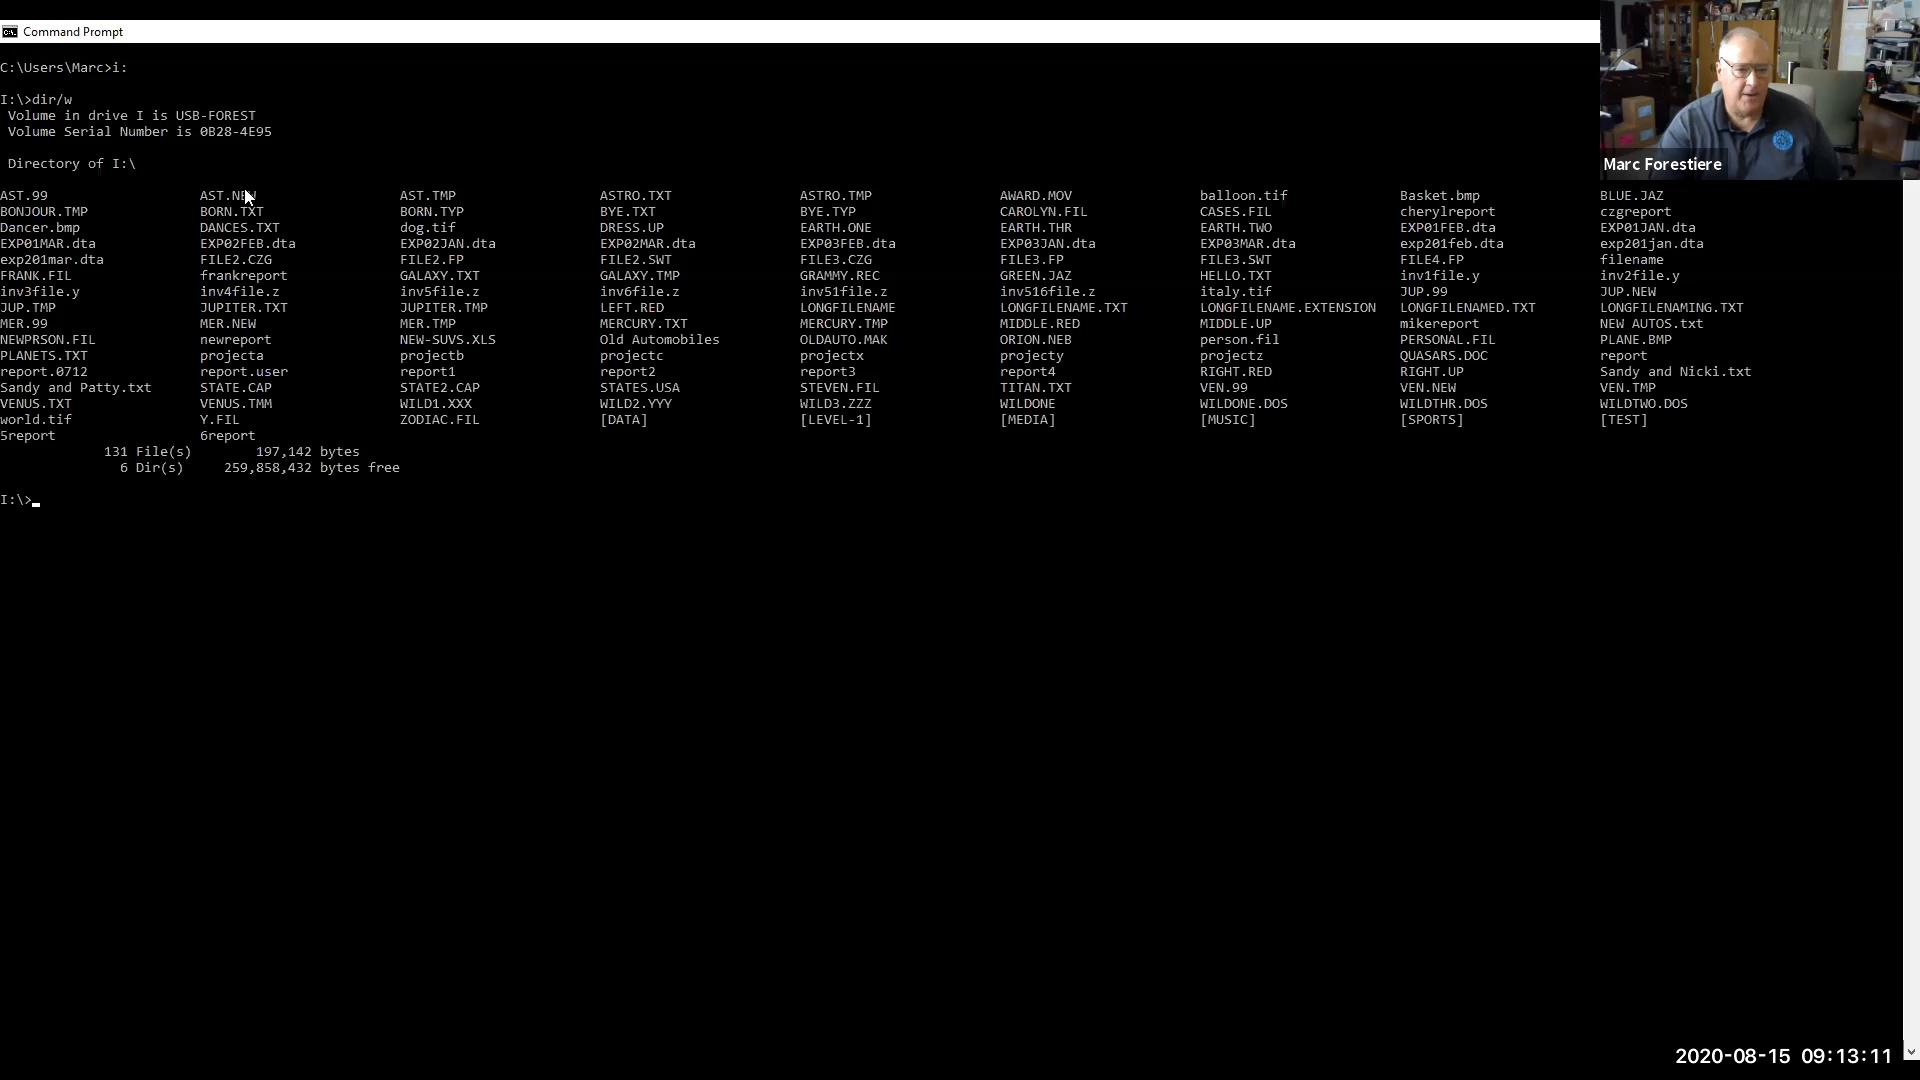 Command Prompt
C:\Users\Marc>i:
I:\>dir/w
Volume in drive I is USB-FOREST
Volume Serial Number is 0B28-4E95
Directory of I:\
AST.99 AST.NEW AST.TMP ASTRO.TXT ASTRO.TMP AWARD.MOV balloon.tif Basket.bmp BLUE.JAZ
BONJOUR.TMP BORN.TXT BORN.TYP BYE.TXT BYE.TYP CAROLYN.FIL CASES.FIL cherylreport czgreport
Dancer.bmp DANCES.TXT dog.tif DRESS.UP EARTH.ONE EARTH.THR EARTH.TWO EXP01FEB.dta EXP01JAN.dta
EXP01MAR.dta EXP02FEB.dta EXP02JAN.dta EXP02MAR.dta EXP03FEB.dta EXP03JAN.dta EXP03MAR.dta exp201feb.dta exp201jan.dta
exp201mar.dta FILE2.CZG FILE2.FP FILE2.SWT FILE3.CZG FILE3.FP FILE3.SWT FILE4.FP filename
FRANK.FIL frankreport GALAXY.TXT GALAXY.TMP GRAMMY.REC GREEN.JAZ HELLO.TXT inv1file.y inv2file.y
inv3file.y inv4file.z inv5file.z inv6file.z inv51file.z inv516file.z italy.tif JUP.99 JUP.NEW
JUP.TMP JUPITER.TXT JUPITER.TMP LEFT.RED LONGFILENAME LONGFILENAME.TXT LONGFILENAME.EXTENSION LONGFILENAMED.TXT LONGFILENAMING.TXT
MER.99 MER.NEW MER.TMP MERCURY.TXT MERCURY.TMP MIDDLE.RED MIDDLE.UP mikereport NEW AUTOS.txt
NEWPRSON.FIL newreport NEW-SUVS.XLS Old Automobiles OLDAUTO.MAK ORION.NEB person.fil PERSONAL.FIL PLANE.BMP
PLANETS.TXT projecta projectb projectc projectx projecty projectz QUASARS.DOC report
report.0712 report.user report1 report2 report3 report4 RIGHT.RED RIGHT.UP Sandy and Nicki.txt
Sandy and Patty.txt STATE.CAP STATE2.CAP STATES.USA STEVEN.FIL TITAN.TXT VEN.99 VEN.NEW VEN.TMP
VENUS.TXT VENUS.TMM WILD1.XXX WILD2.YYY WILD3.ZZZ WILDONE WILDONE.DOS WILDTHR.DOS WILDTWO.DOS
world.tif Y.FIL ZODIAC.FIL [DATA] [LEVEL-1] [MEDIA] [MUSIC] [SPORTS] [TEST]
5report 6report
131 File(s) 197,142 bytes
6 Dir(s) 259,858,432 bytes free
I:\>
Marc Forestiere
2020-08-15 09:13:11